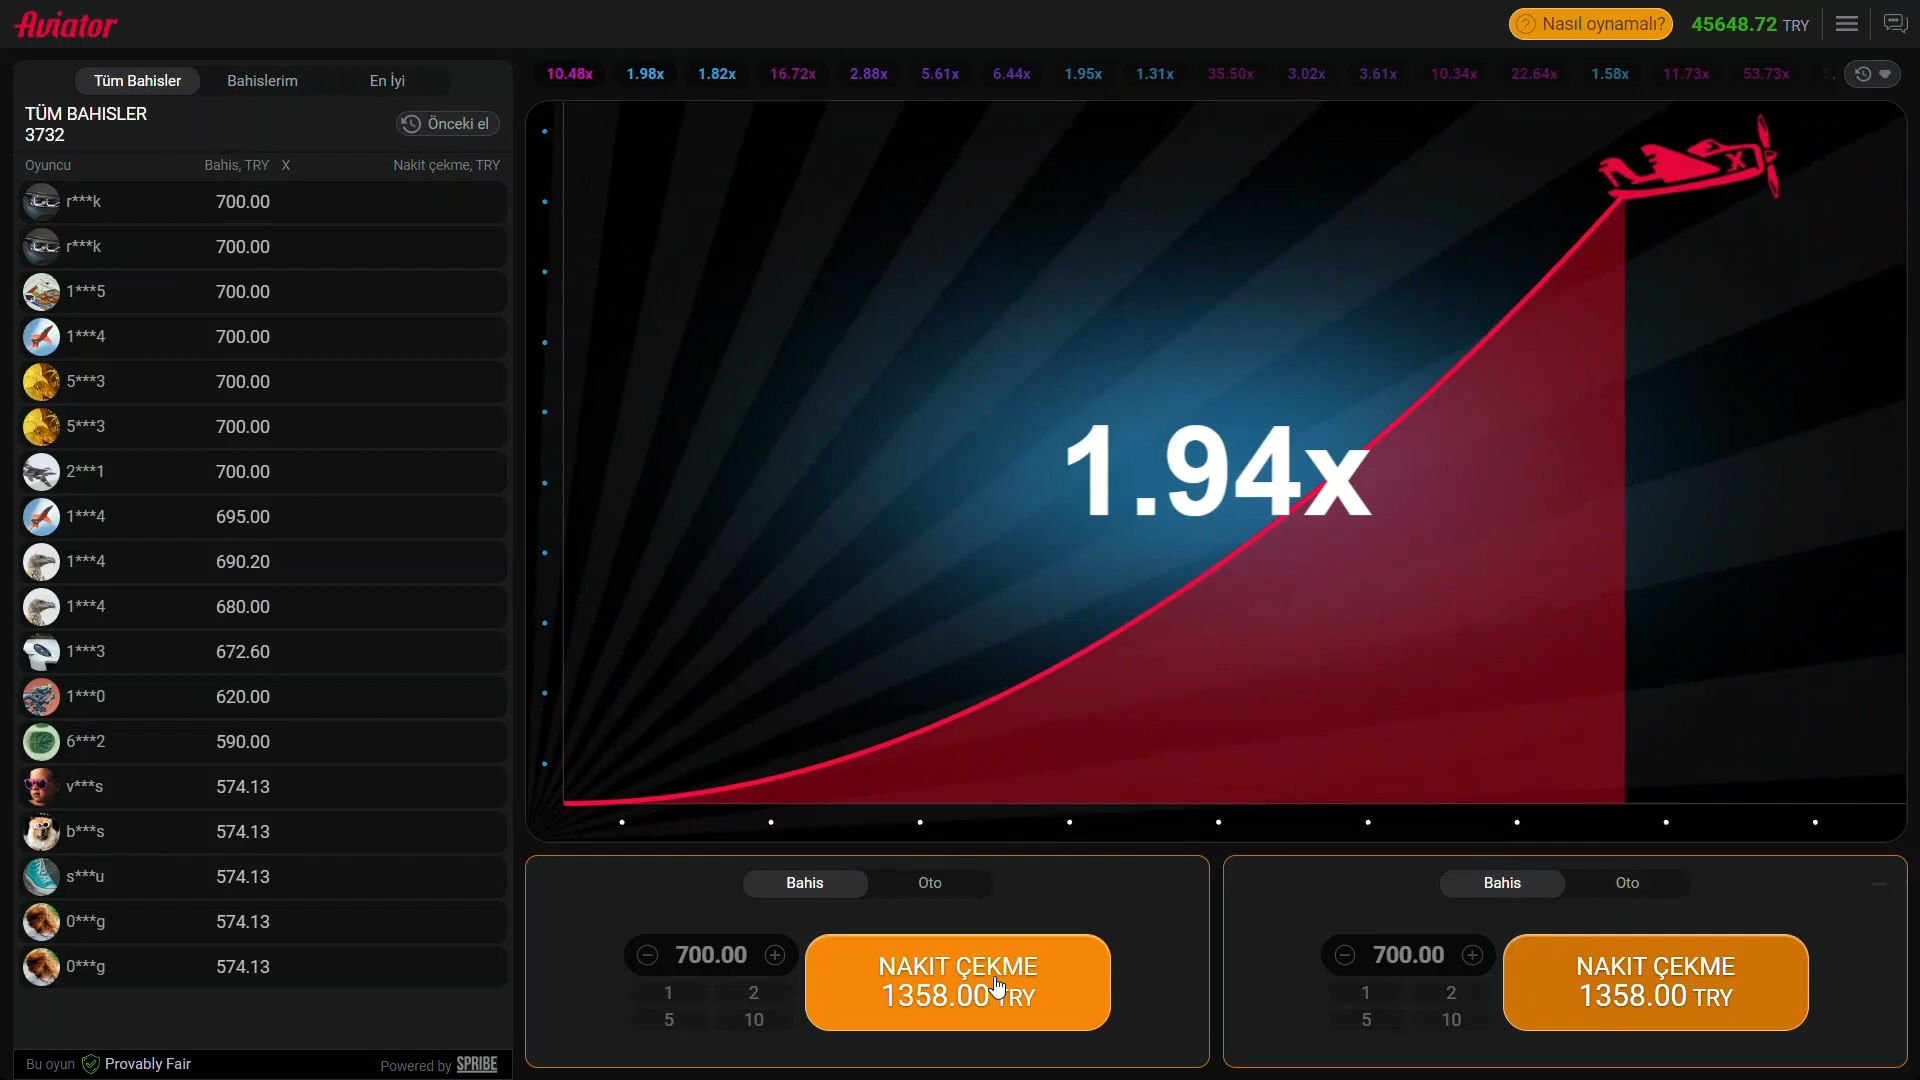 Aviator
? Nasıl oynamalı?
45648.72 TRY
Tüm Bahisler
Bahislerim
En İyi
10.48x 1.98x 1.82x 16.72x 2.88x 5.61x 6.44x 1.95x 1.31x 35.50x 3.02x 3.61x 10.34x 22.64x 1.58x 11.73x 53.73x
TÜM BAHISLER
3732
Önceki el
Oyuncu Bahis, TRY X Nakit çekme, TRY
r***k 700.00
r***k 700.00
1***5 700.00
1***4 700.00
5***3 700.00
5***3 700.00
2***1 700.00
1***4 695.00
1***4 690.20
1***4 680.00
1***3 672.60
1***0 620.00
6***2 590.00
v***s 574.13
b***s 574.13
s***u 574.13
0***g 574.13
0***g 574.13
Bu oyun Provably Fair
Powered by SPRIBE
X
1.94x
Bahis Oto
700.00
1 2
5 10
NAKIT ÇEKME
1358.00 TRY
Bahis Oto
700.00
1 2
5 10
NAKIT ÇEKME
1358.00 TRY